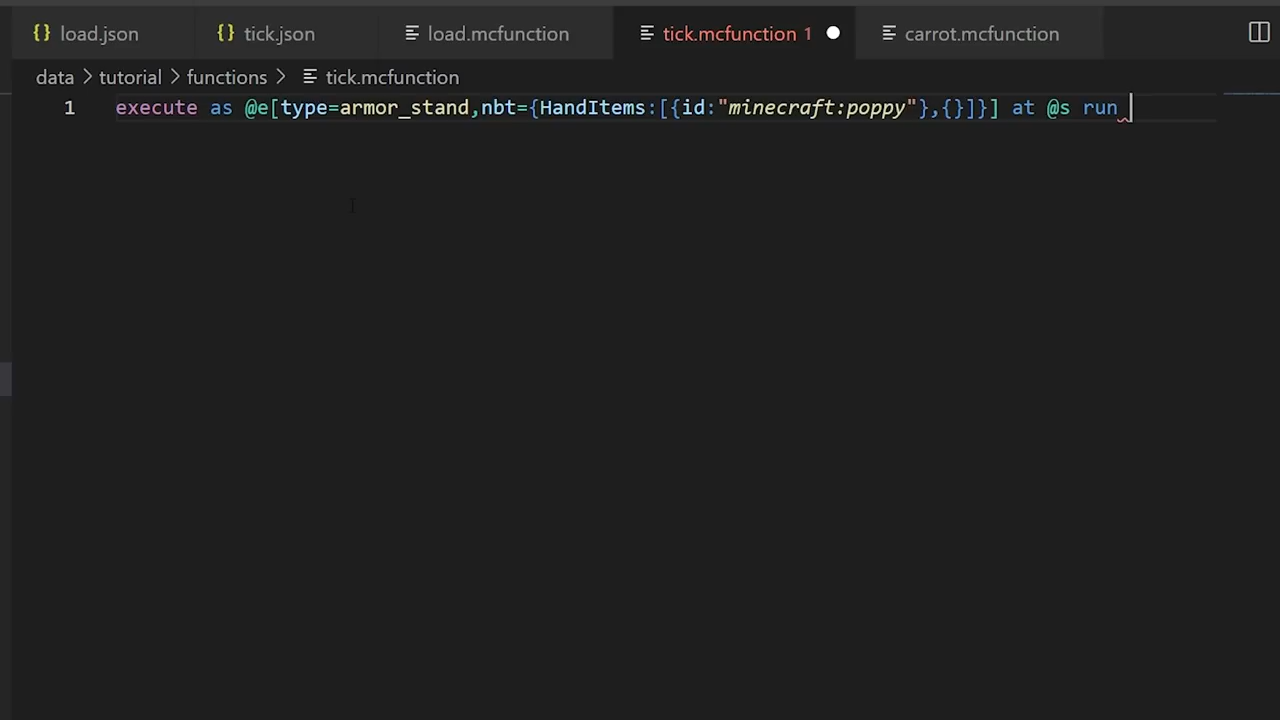 load.json tick.json load.mcfunction tick.mcfunction 1 carrot.mcfunction
data > tutorial > functions > tick.mcfunction
1 execute as @e[type=armor_stand,nbt={HandItems:[{id:"minecraft:poppy"},{}]}] at @s run